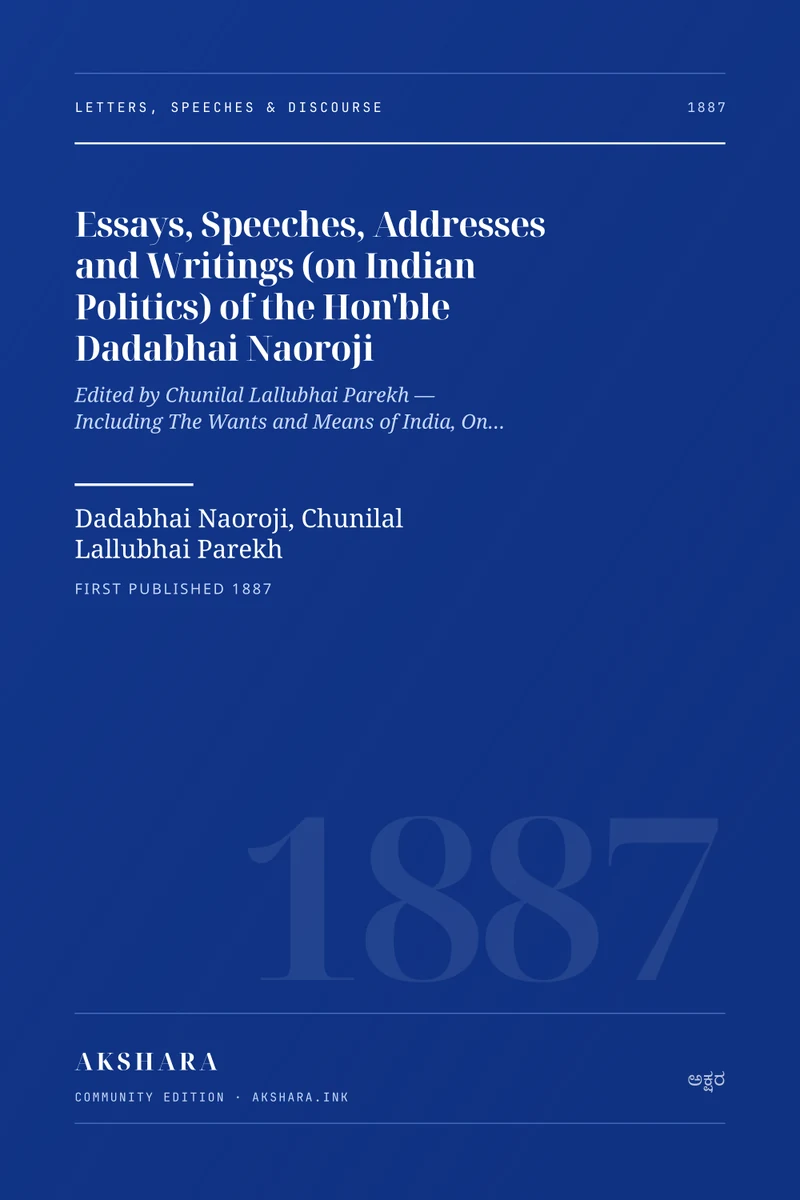 LETTERS, SPEECHES & DISCOURSE 1887
Essays, Speeches, Addresses
and Writings (on Indian
Politics) of the Hon'ble
Dadabhai Naoroji
Edited by Chunilal Lallubhai Parekh —
Including The Wants and Means of India, On...
Dadabhai Naoroji, Chunilal
Lallubhai Parekh
FIRST PUBLISHED 1887
1887
AKSHARA
ಅಕ್ಷರ
COMMUNITY EDITION · AKSHARA.INK